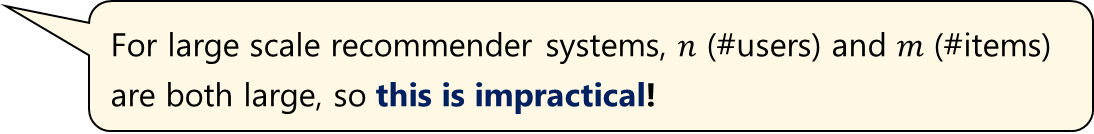 For large scale recommender systems, n (#users) and m (#items)
are both large, so this is impractical!